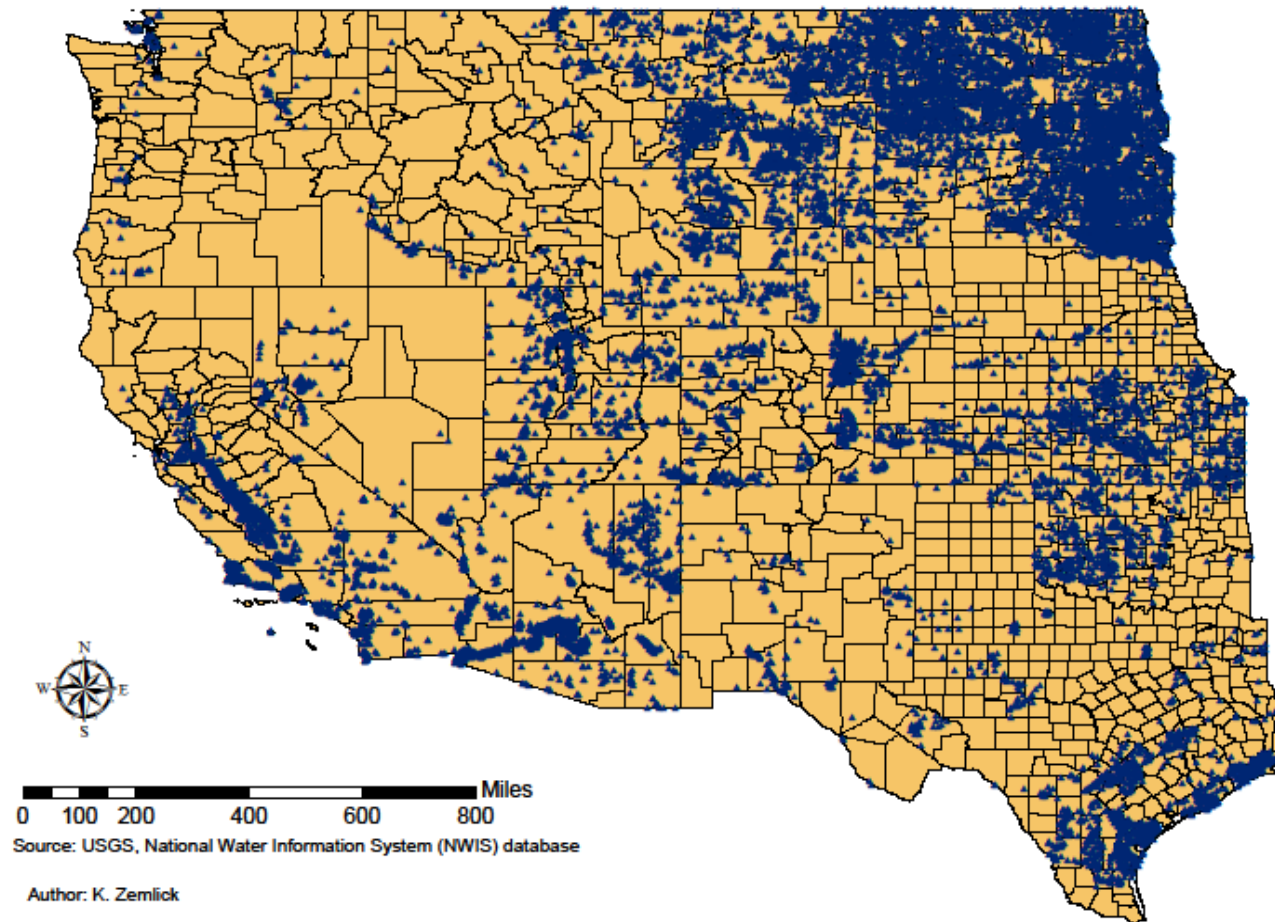 N
W E
S
Miles
0 100 200 400 600 800
Source: USGS, National Water Information System (NWIS) database
Author: K. Zemlick